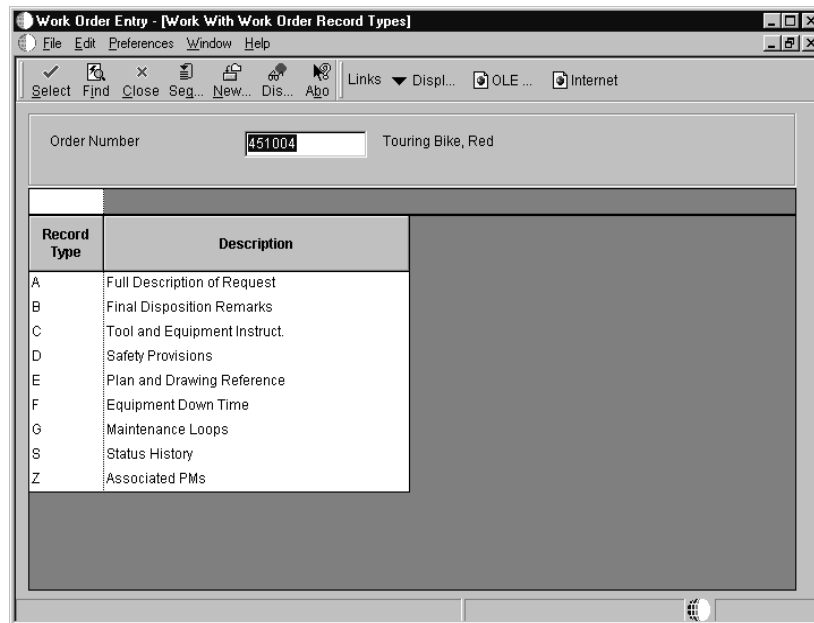 Work Order Entry - [Work With Work Order Record Types]
File Edit Preferences Window Help
Select Find Close Seq... New... Dis... Abo Links Displ... OLE ... Internet
Order Number 451004 Touring Bike, Red
Record Type Description
A Full Description of Request
B Final Disposition Remarks
C Tool and Equipment Instruct.
D Safety Provisions
E Plan and Drawing Reference
F Equipment Down Time
G Maintenance Loops
S Status History
Z Associated PMs